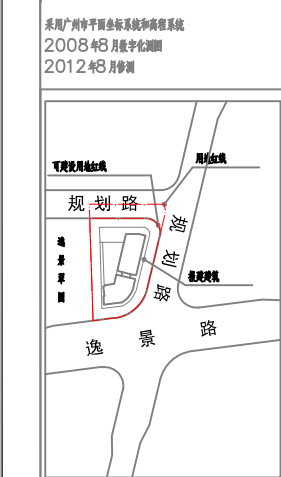 采用广州市平面坐标系统和高程系统
2008年8月数字化测图
2012年8月修测
可建设用地红线
用地红线
规划路
规划路
逸景翠园
拟建建筑
逸景路